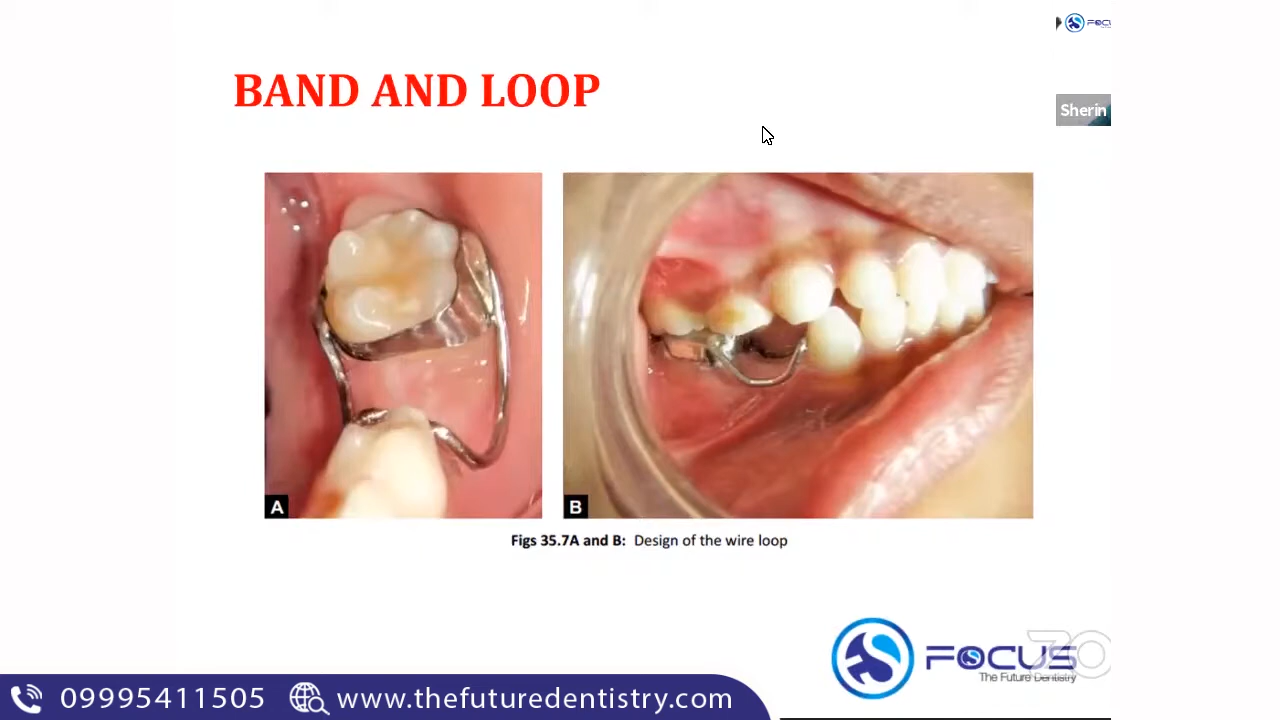 FOCU
BAND AND LOOP
Sherin
A
B
Figs 35.7A and B: Design of the wire loop
FOCUS
The Future Dentistry
09995411505
www.thefuturedentistry.com